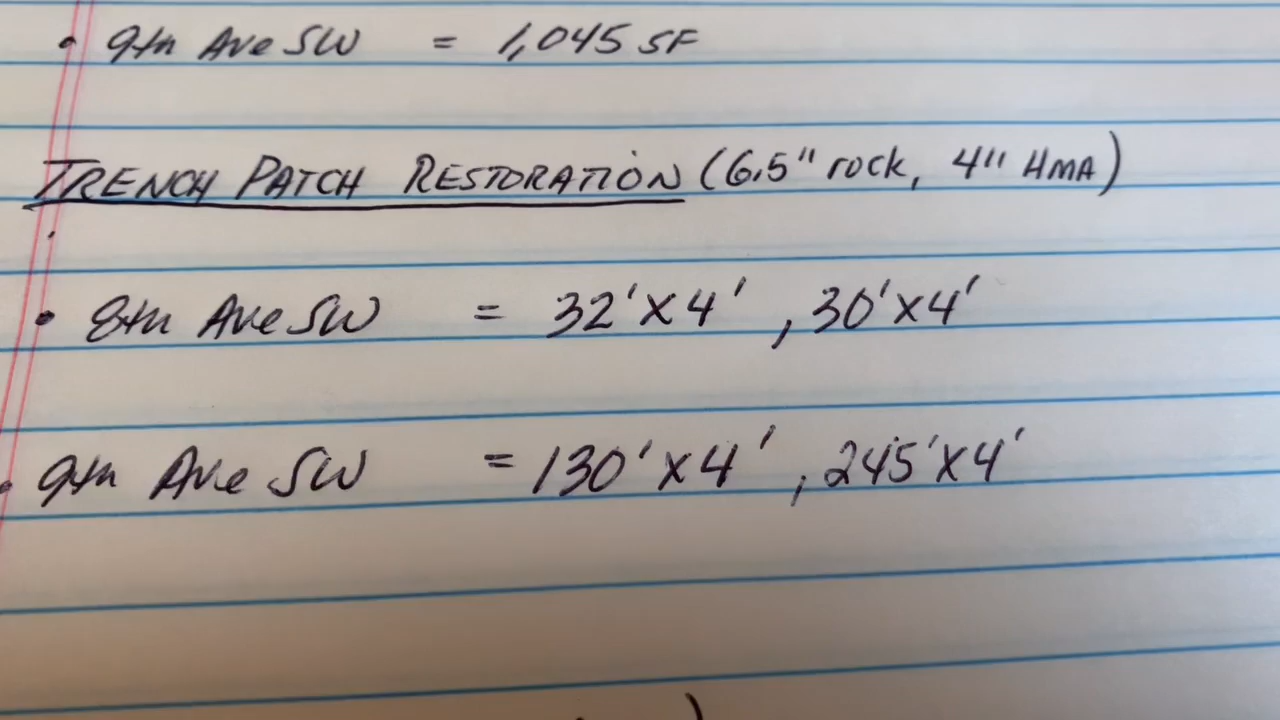 • 9th Ave SW = 1,045 SF
TRENCH PATCH RESTORATION (6.5" rock, 4" HMA)
• 8th Ave SW = 32'x4', 30'x4'
• 9th Ave SW = 130'x4', 245'x4'